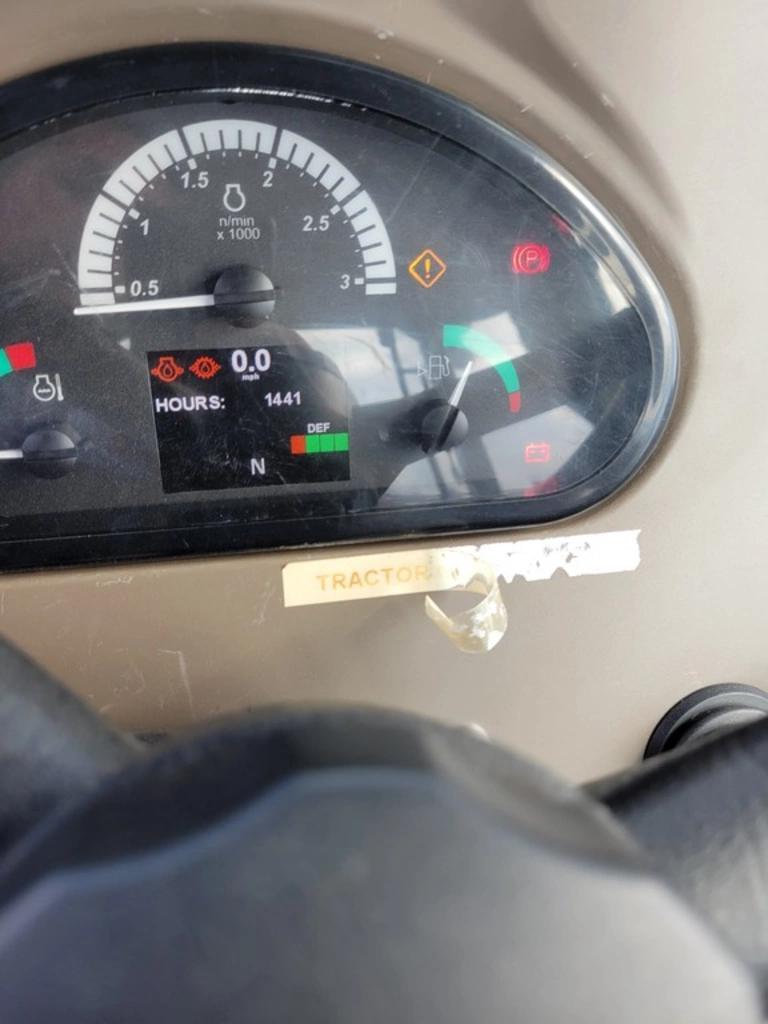 1.5 2
n/min
x 1000
1 2.5
0.5 3
P
0.0
mph
HOURS: 1441
DEF
N
TRACTOR